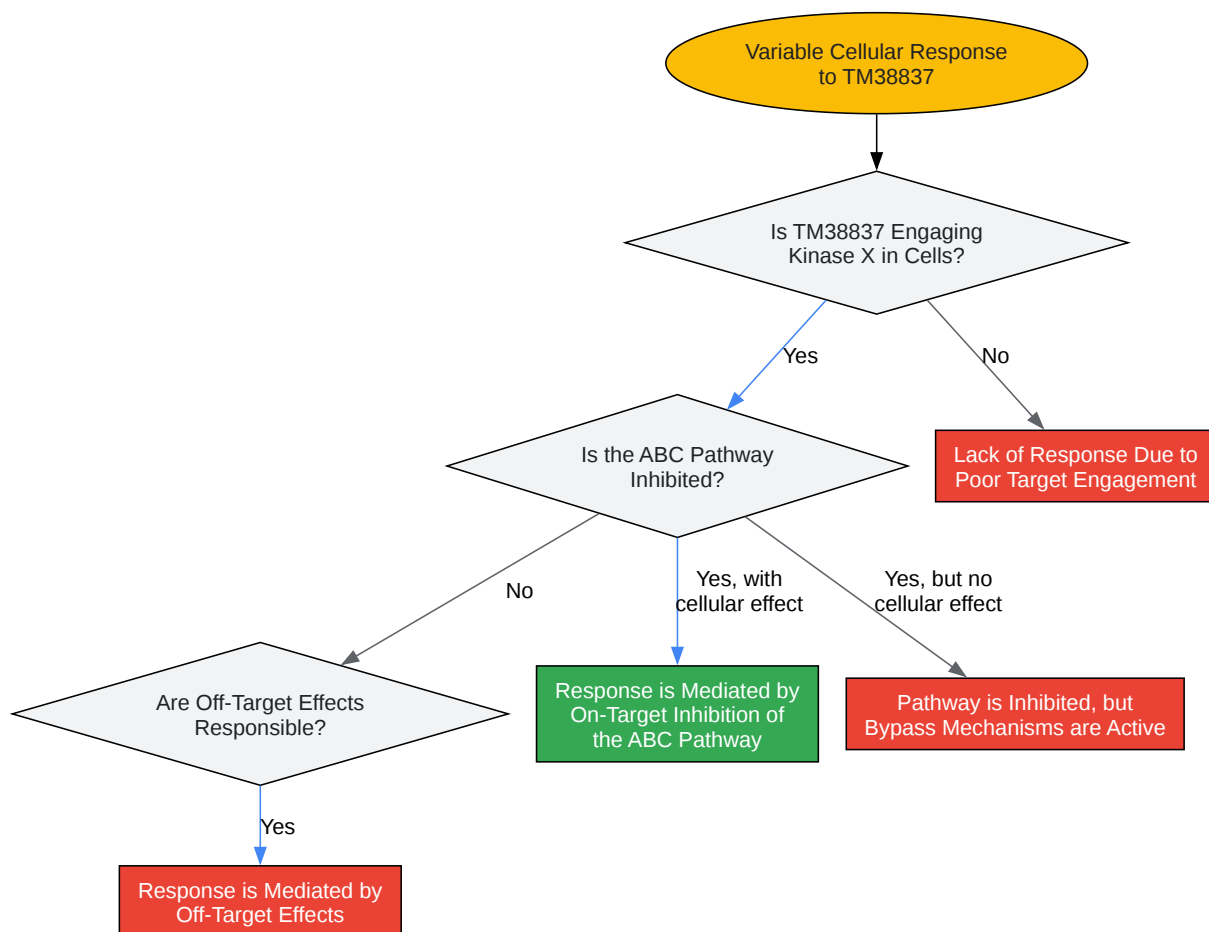 Variable Cellular Response
to TM38837
Is TM38837 Engaging
Kinase X in Cells?
Yes
No
Is the ABC Pathway
Inhibited?
Lack of Response Due to
Poor Target Engagement
No
Yes, with
cellular effect
Yes, but no
cellular effect
Are Off-Target Effects
Responsible?
Response is Mediated by
On-Target Inhibition of
the ABC Pathway
Pathway is Inhibited, but
Bypass Mechanisms are Active
Yes
Response is Mediated by
Off-Target Effects